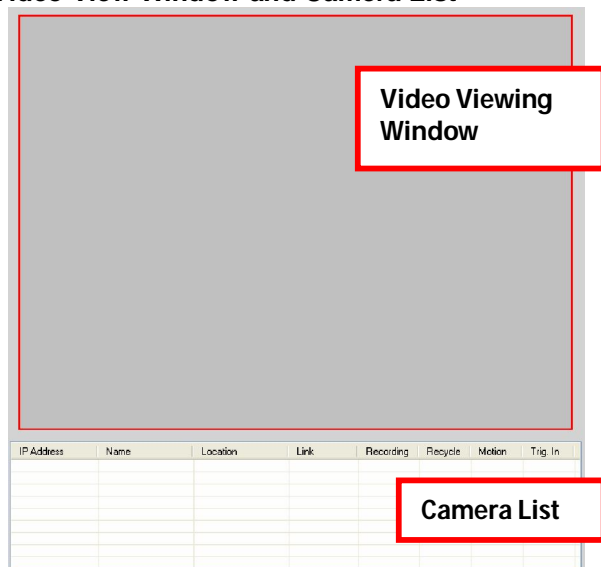 Video View Window and Camera List
Video Viewing
Window
IP Address Name Location Link Recording Recycle Motion Trig. In
Camera List